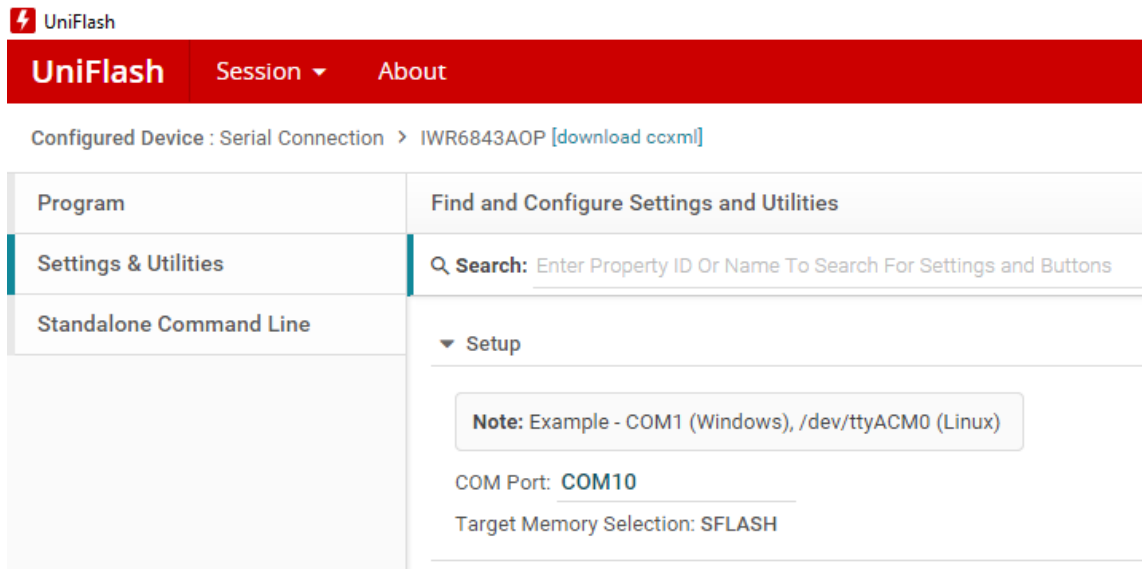 UniFlash
UniFlash Session About
Configured Device : Serial Connection > IWR6843AOP [download ccxml]
Program
Settings & Utilities
Standalone Command Line
Find and Configure Settings and Utilities
Search: Enter Property ID Or Name To Search For Settings and Buttons
Setup
Note: Example - COM1 (Windows), /dev/ttyACM0 (Linux)
COM Port: COM10
Target Memory Selection: SFLASH